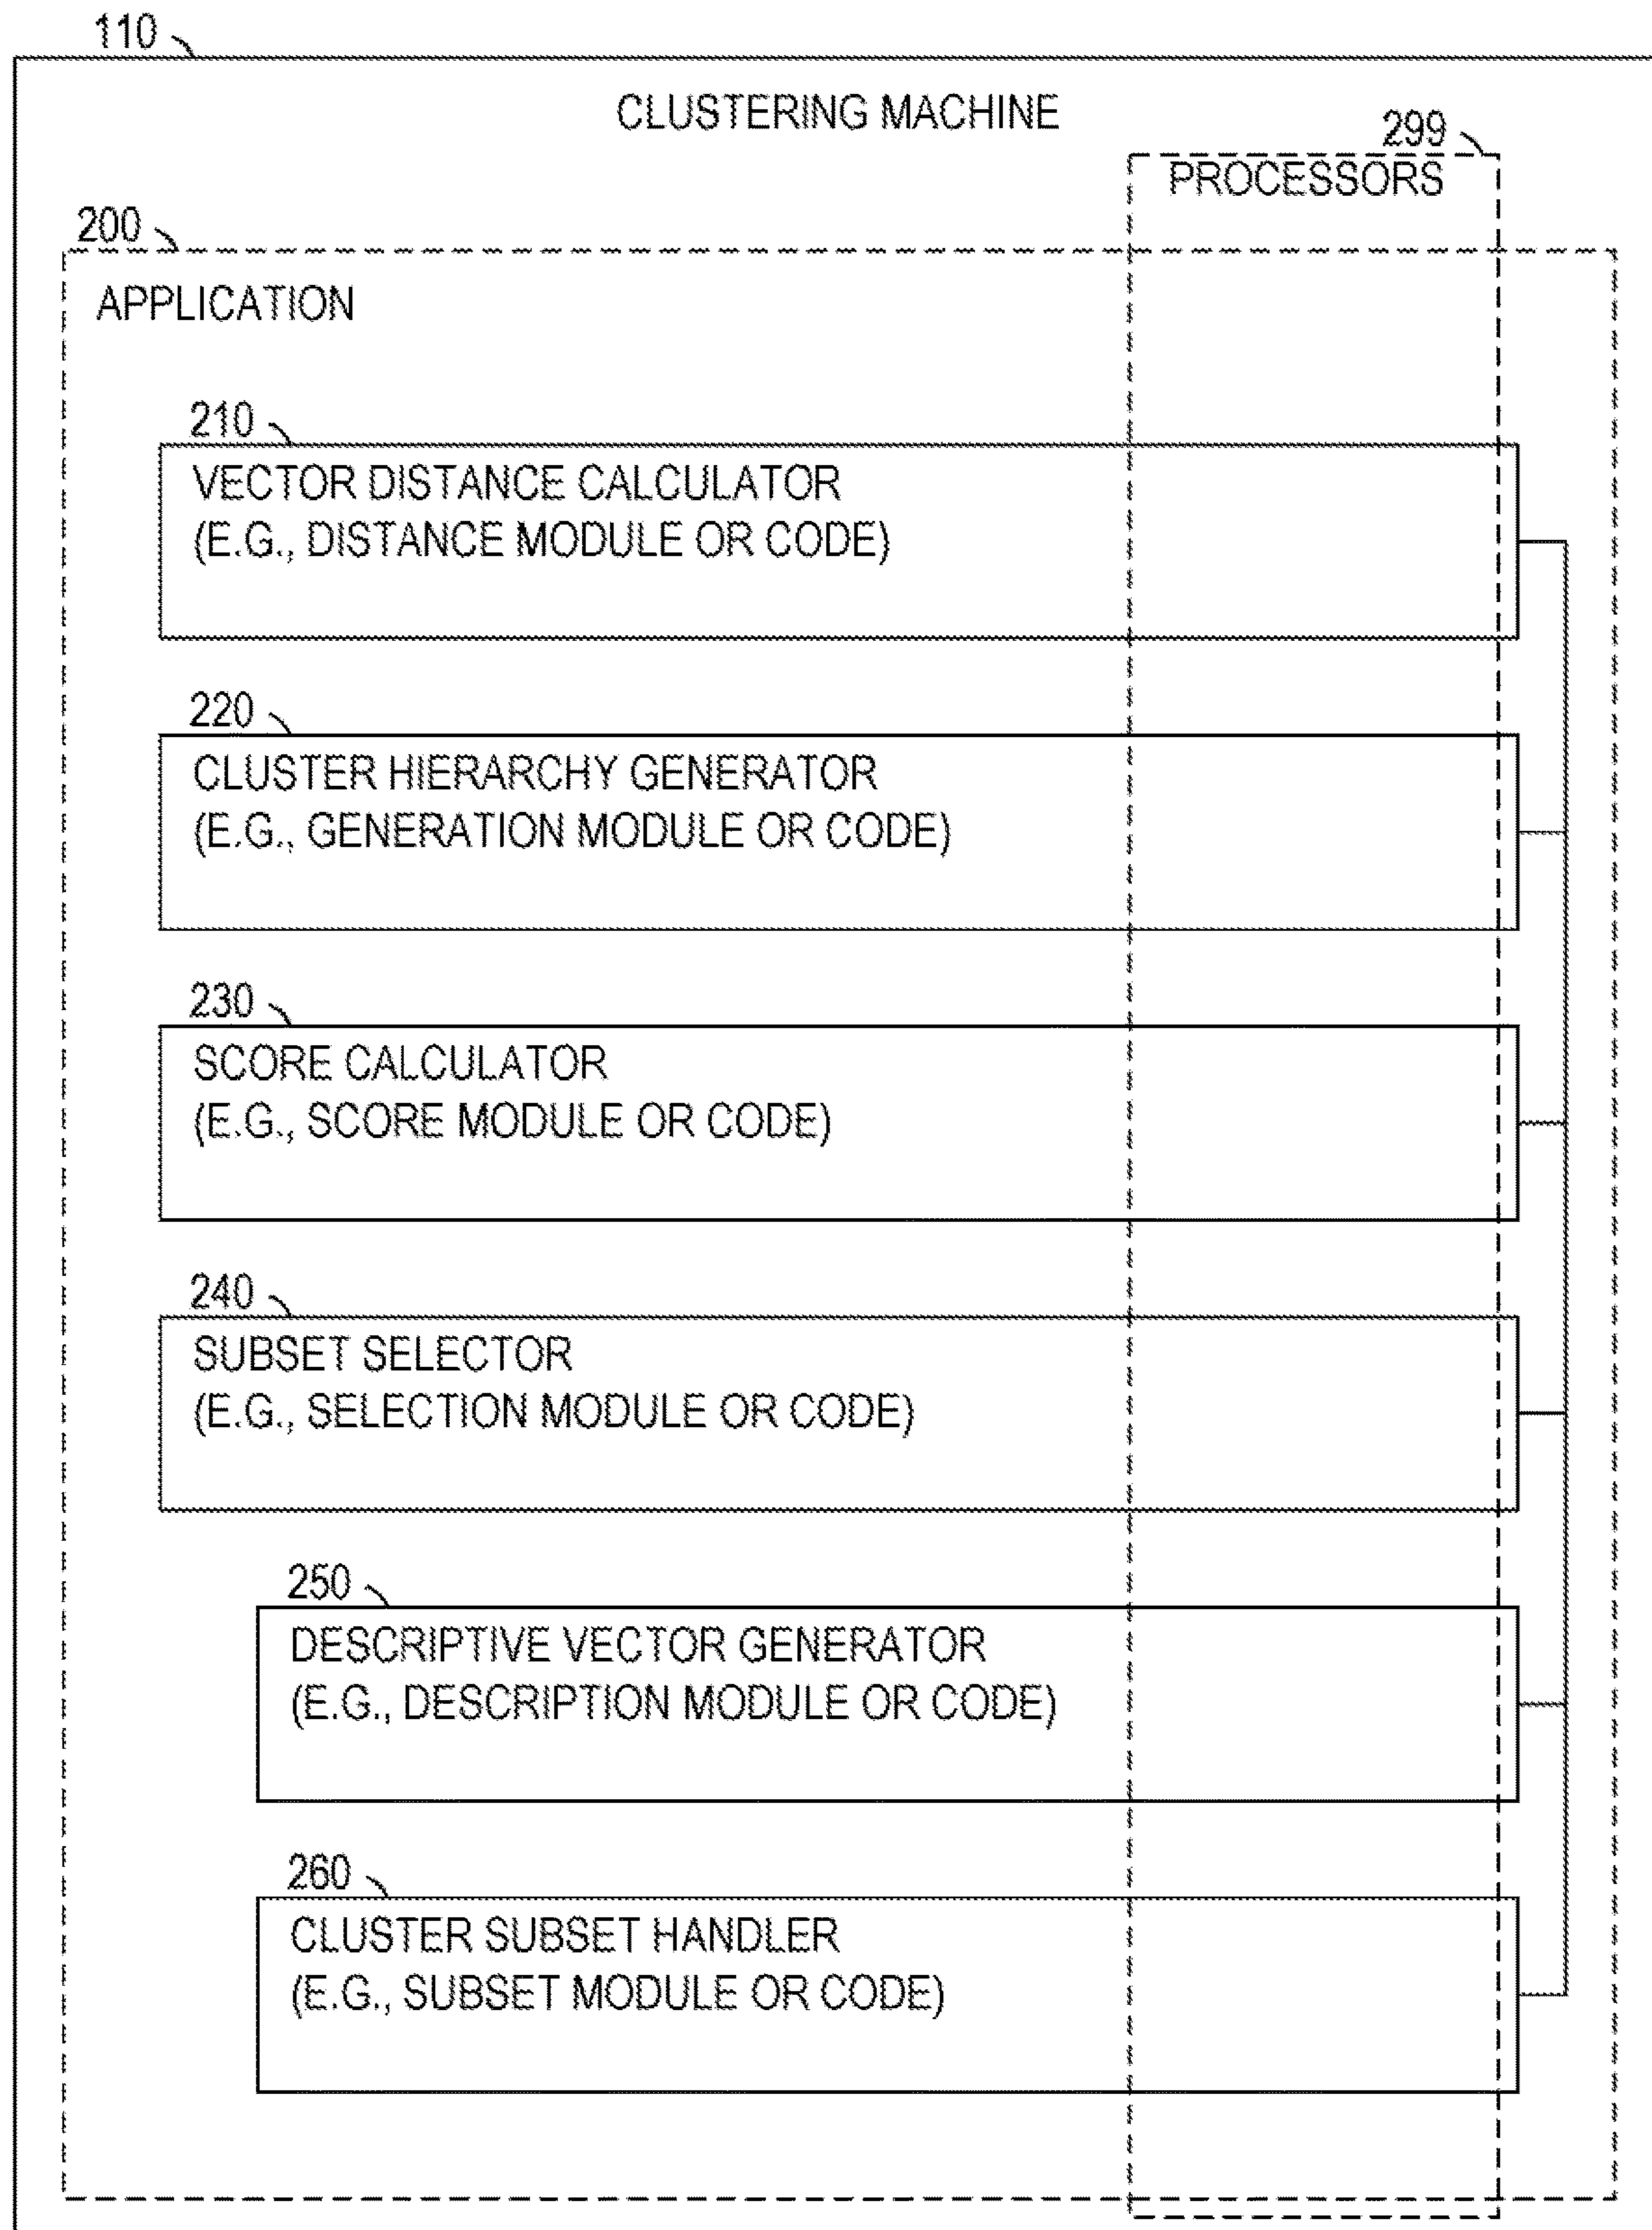 110
CLUSTERING MACHINE
299
PROCESSORS
200
APPLICATION
210
VECTOR DISTANCE CALCULATOR
(E.G., DISTANCE MODULE OR CODE)
220
CLUSTER HIERARCHY GENERATOR
(E.G., GENERATION MODULE OR CODE)
230
SCORE CALCULATOR
(E.G., SCORE MODULE OR CODE)
240
SUBSET SELECTOR
(E.G., SELECTION MODULE OR CODE)
250
DESCRIPTIVE VECTOR GENERATOR
(E.G., DESCRIPTION MODULE OR CODE)
260
CLUSTER SUBSET HANDLER
(E.G., SUBSET MODULE OR CODE)